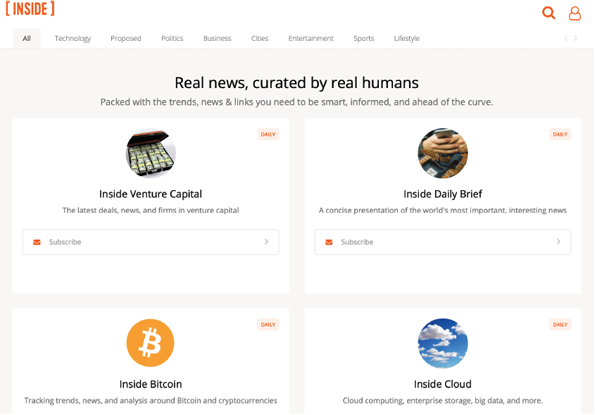 [INSIDE]
All Technology Proposed Politics Business Cities Entertainment Sports Lifestyle
Real news, curated by real humans
Packed with the trends, news & links you need to be smart, informed, and ahead of the curve.
DAILY
Inside Venture Capital
The latest deals, news, and firms in venture capital
Subscribe
DAILY
Inside Daily Brief
A concise presentation of the world's most important, interesting news
Subscribe
DAILY
Inside Bitcoin
Tracking trends, news, and analysis around Bitcoin and cryptocurrencies
DAILY
Inside Cloud
Cloud computing, enterprise storage, big data, and more.